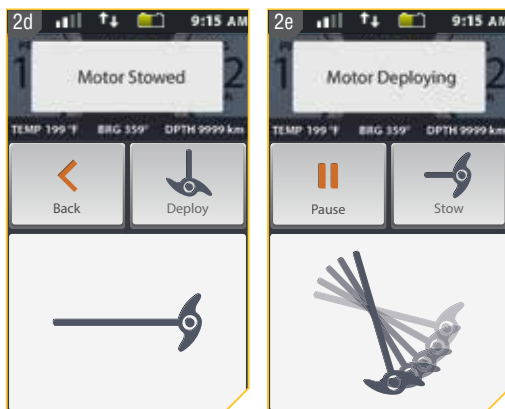 2d
9:15 AM
Motor Stowed
TEMP 199 °F BRG 359° DPTH 9999 km
Back
Deploy
2e
9:15 AM
Motor Deploying
TEMP 199 °F BRG 359° DPTH 9999 km
Pause
Stow